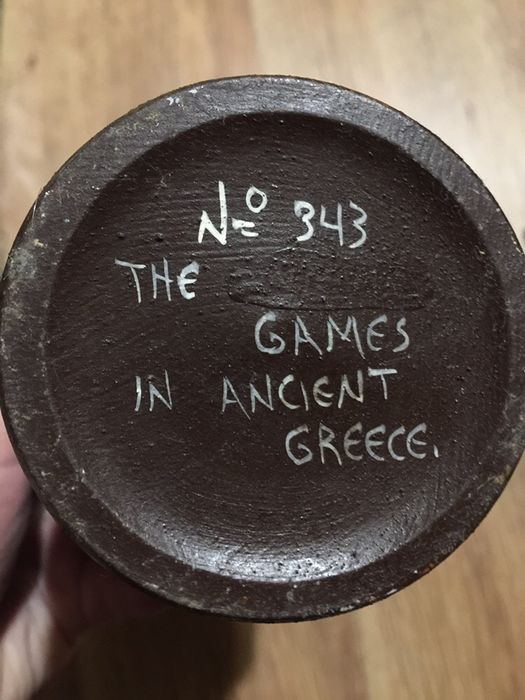 Nº 343
THE
GAMES
IN ANCIENT
GREECE.